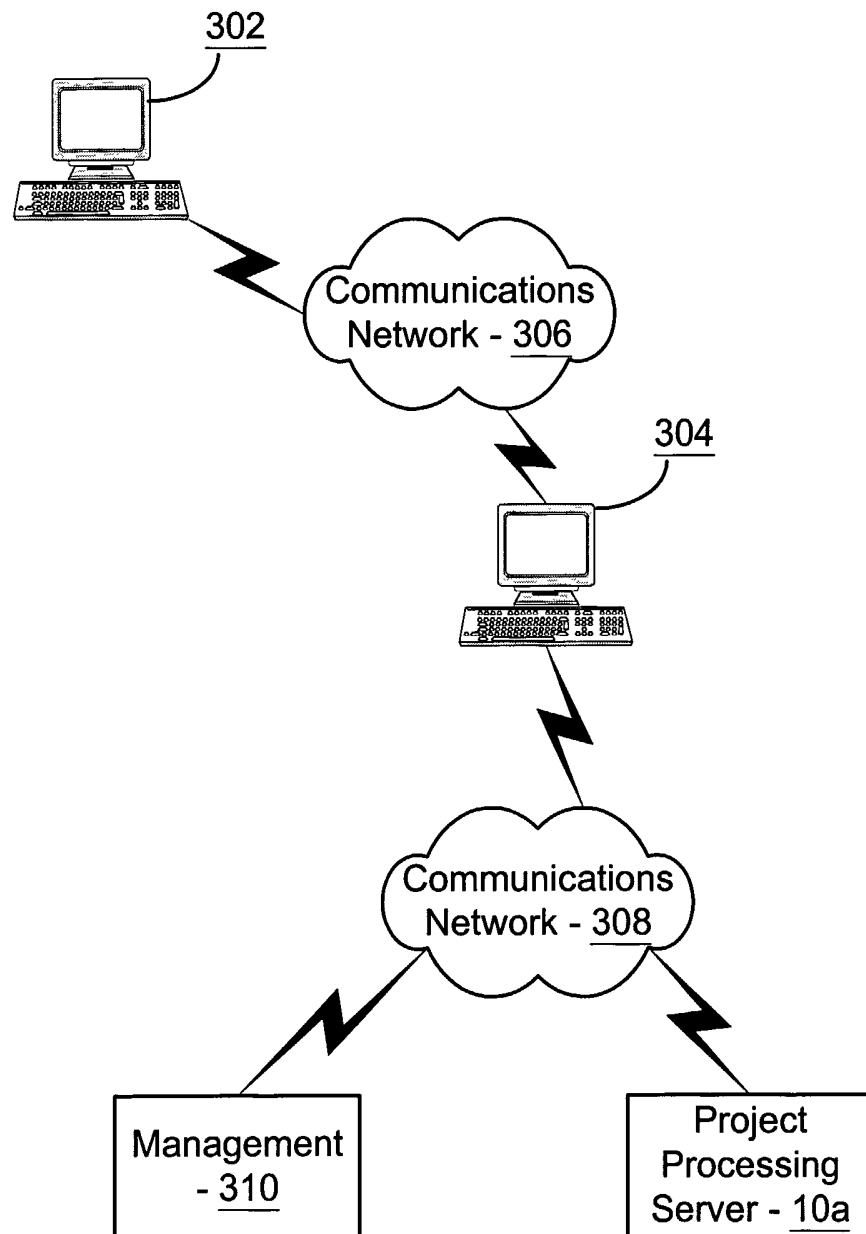 302
Communications
Network - 306
304
Communications
Network - 308
Management
- 310
Project
Processing
Server - 10a